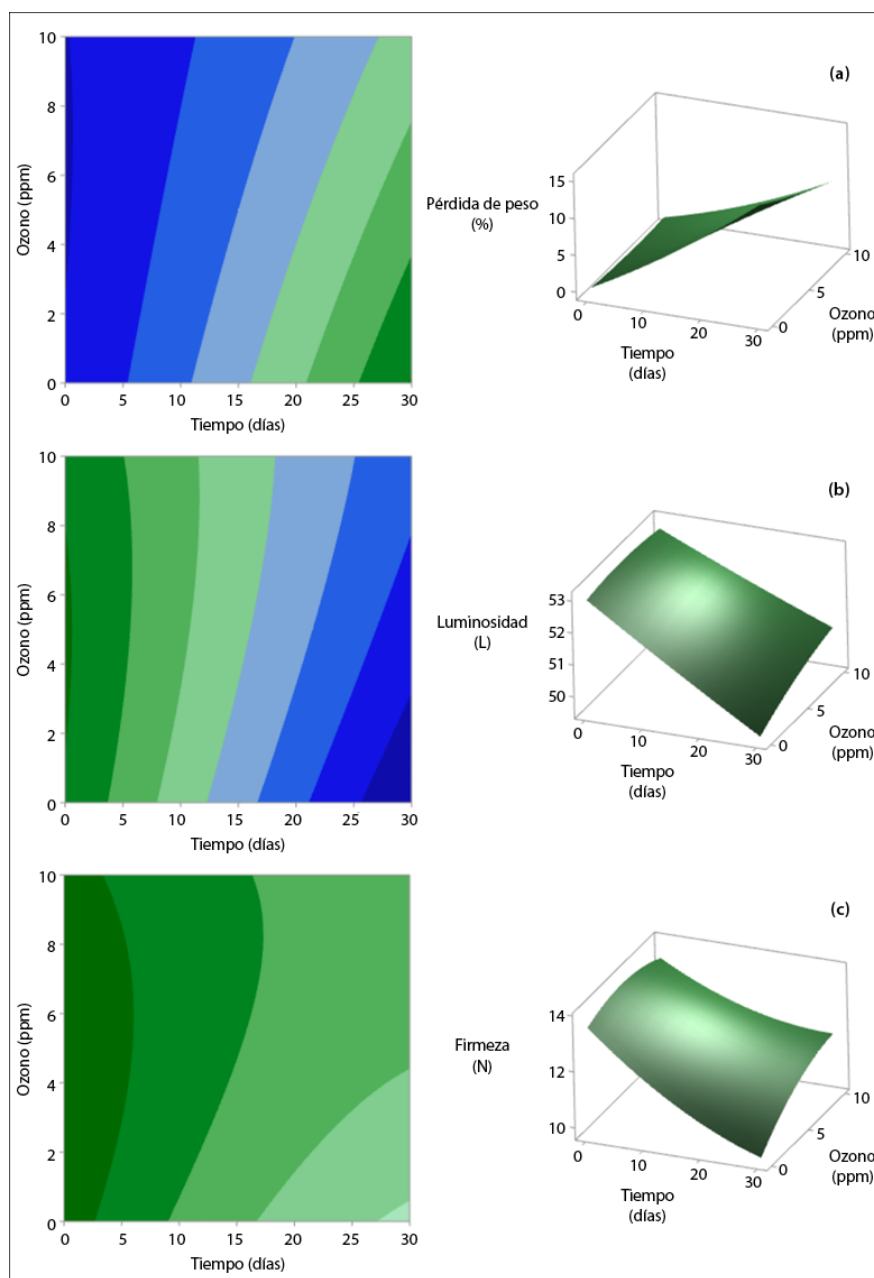 10
8
6
4
2
0
Ozono (ppm)
0 5 10 15 20 25 30
Tiempo (días)
(a)
Pérdida de peso
(%)
15
10
5
0
0 10 20 30
Tiempo
(días)
0 5 10
Ozono
(ppm)
10
8
6
4
2
0
Ozono (ppm)
0 5 10 15 20 25 30
Tiempo (días)
(b)
Luminosidad
(L)
53
52
51
50
0 10 20 30
Tiempo
(días)
0 5 10
Ozono
(ppm)
10
8
6
4
2
0
Ozono (ppm)
0 5 10 15 20 25 30
Tiempo (días)
(c)
Firmeza
(N)
14
12
10
0 10 20 30
Tiempo
(días)
0 5 10
Ozono
(ppm)